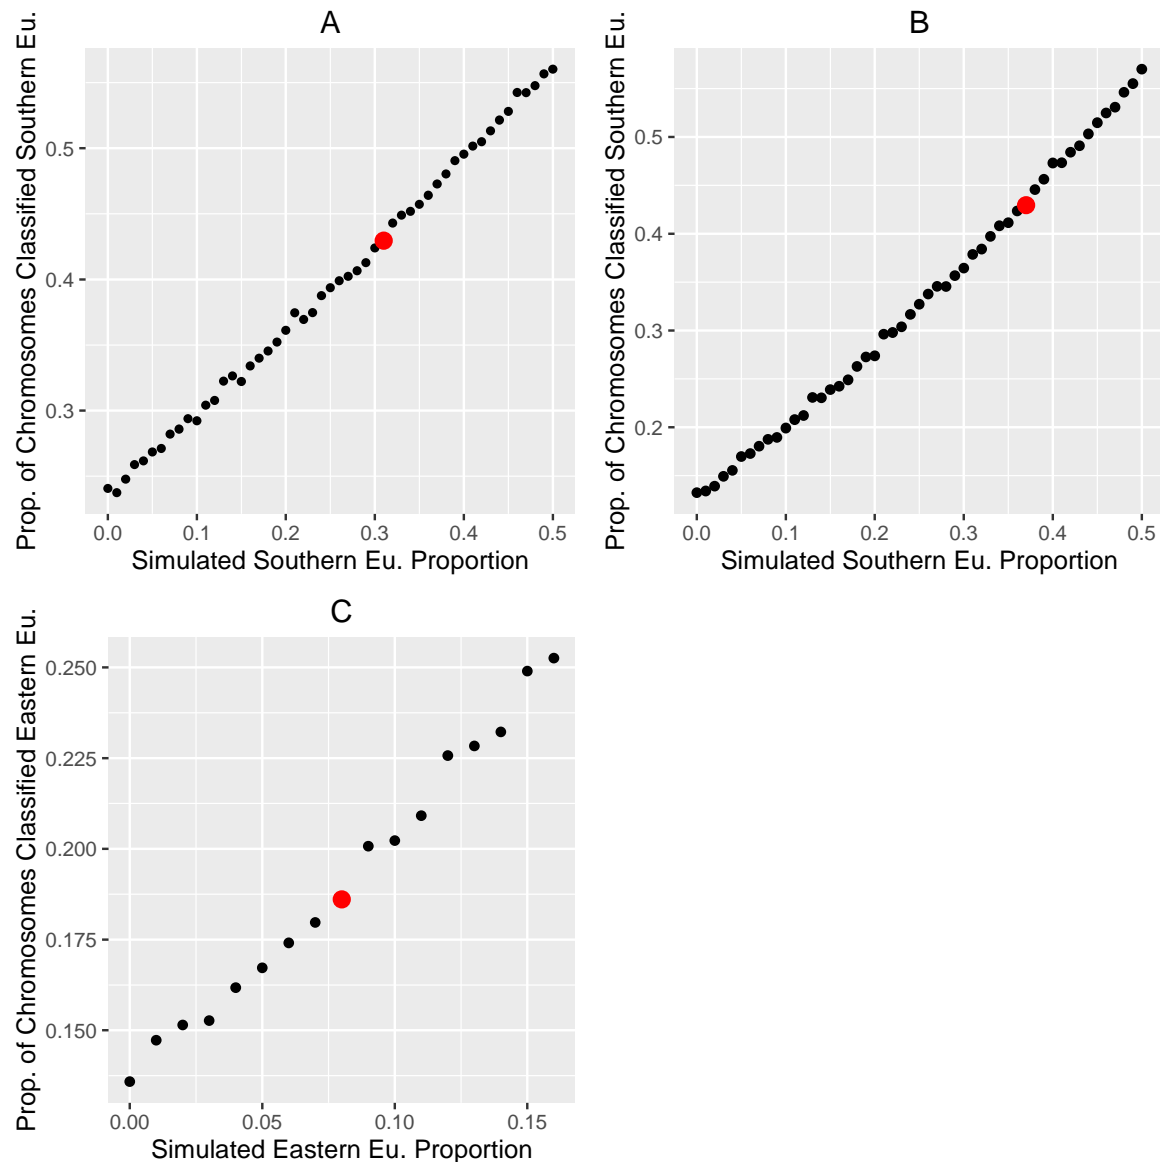 A
Prop. of Chromosomes Classified Southern Eu.
0.5
0.4
0.3
0.0 0.1 0.2 0.3 0.4 0.5
Simulated Southern Eu. Proportion
B
Prop. of Chromosomes Classified Southern Eu.
0.5
0.4
0.3
0.2
0.0 0.1 0.2 0.3 0.4 0.5
Simulated Southern Eu. Proportion
C
Prop. of Chromosomes Classified Eastern Eu.
0.250
0.225
0.200
0.175
0.150
0.00 0.05 0.10 0.15
Simulated Eastern Eu. Proportion